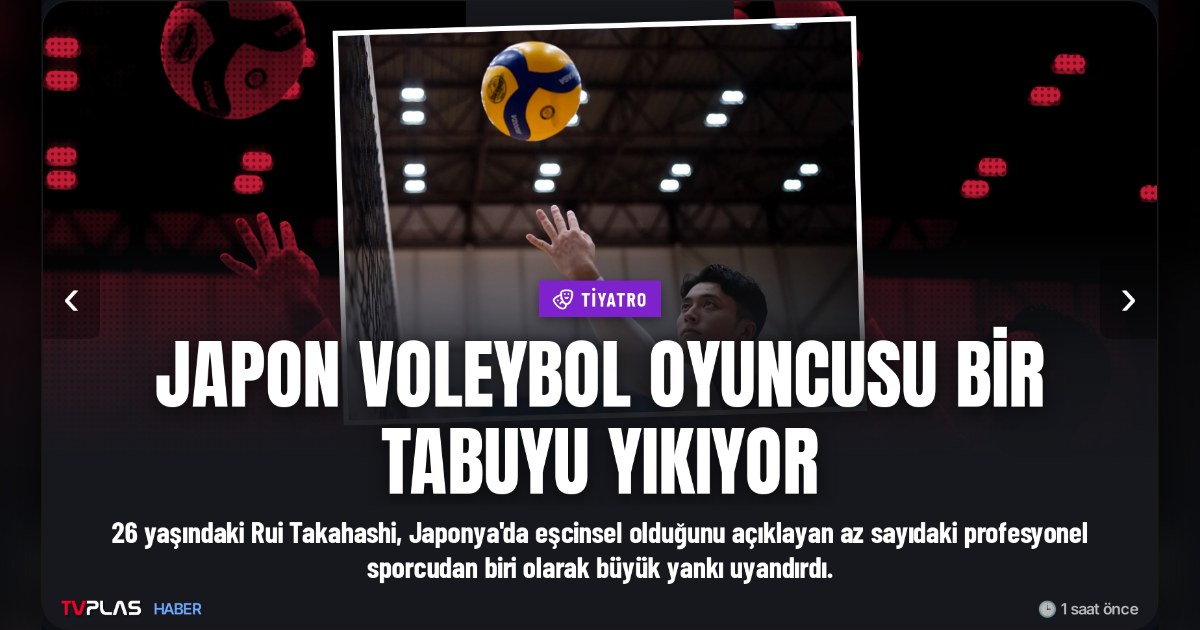 TİYATRO
JAPON VOLEYBOL OYUNCUSU BİR
TABUYU YIKIYOR
26 yaşındaki Rui Takahashi, Japonya'da eşcinsel olduğunu açıklayan az sayıdaki profesyonel
sporcudan biri olarak büyük yankı uyandırdı.
TVPLAS HABER
1 saat önce